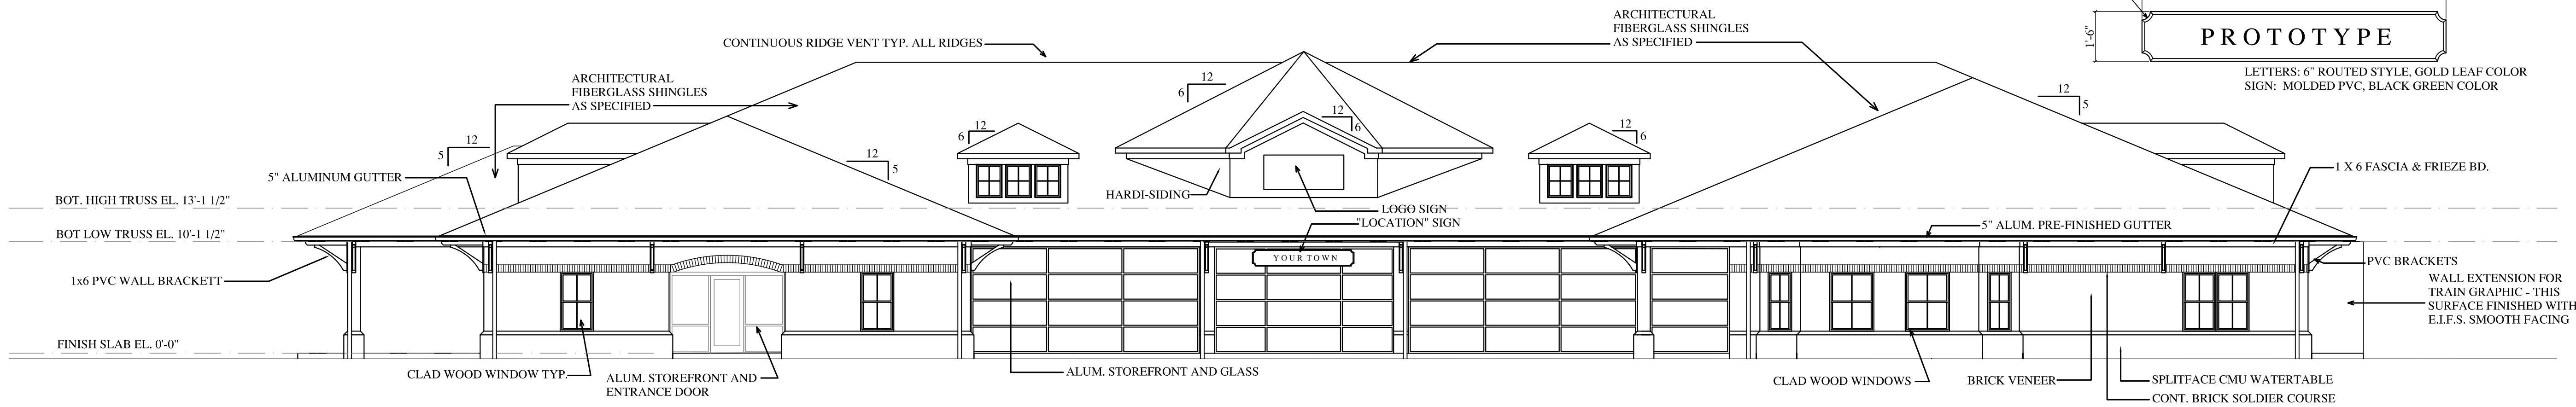 ARCHITECTURAL
FIBERGLASS SHINGLES
AS SPECIFIED
CONTINUOUS RIDGE VENT TYP. ALL RIDGES
1'-6"
PROTOTYPE
LETTERS: 6" ROUTED STYLE, GOLD LEAF COLOR
SIGN: MOLDED PVC, BLACK GREEN COLOR
ARCHITECTURAL
FIBERGLASS SHINGLES
AS SPECIFIED
12
6
12
5
12
6
12
6
12
6
12
5
12
5
5" ALUMINUM GUTTER
1 X 6 FASCIA & FRIEZE BD.
HARDI-SIDING
BOT. HIGH TRUSS EL. 13'-1 1/2"
LOGO SIGN
"LOCATION" SIGN
5" ALUM. PRE-FINISHED GUTTER
BOT LOW TRUSS EL. 10'-1 1/2"
YOUR TOWN
PVC BRACKETS
1x6 PVC WALL BRACKETT
WALL EXTENSION FOR
TRAIN GRAPHIC - THIS
SURFACE FINISHED WITH
E.I.F.S. SMOOTH FACING
FINISH SLAB EL. 0'-0"
CLAD WOOD WINDOW TYP.
ALUM. STOREFRONT AND
ENTRANCE DOOR
ALUM. STOREFRONT AND GLASS
CLAD WOOD WINDOWS
BRICK VENEER
SPLITFACE CMU WATERTABLE
CONT. BRICK SOLDIER COURSE